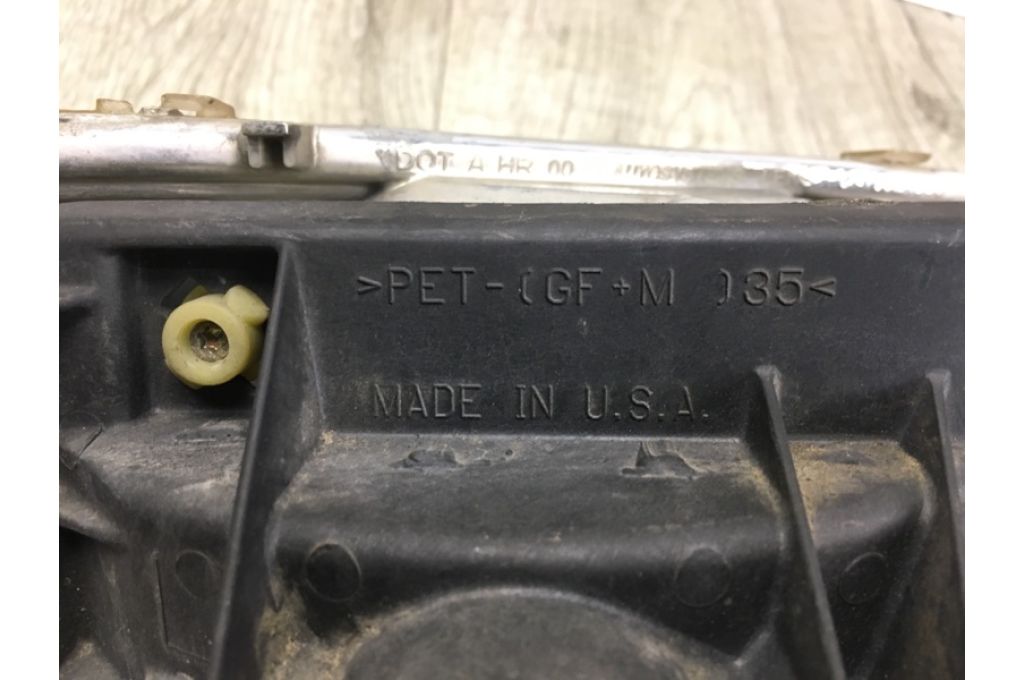 DOT A HR 00
>PET-(GF+M )35<
MADE IN U.S.A.